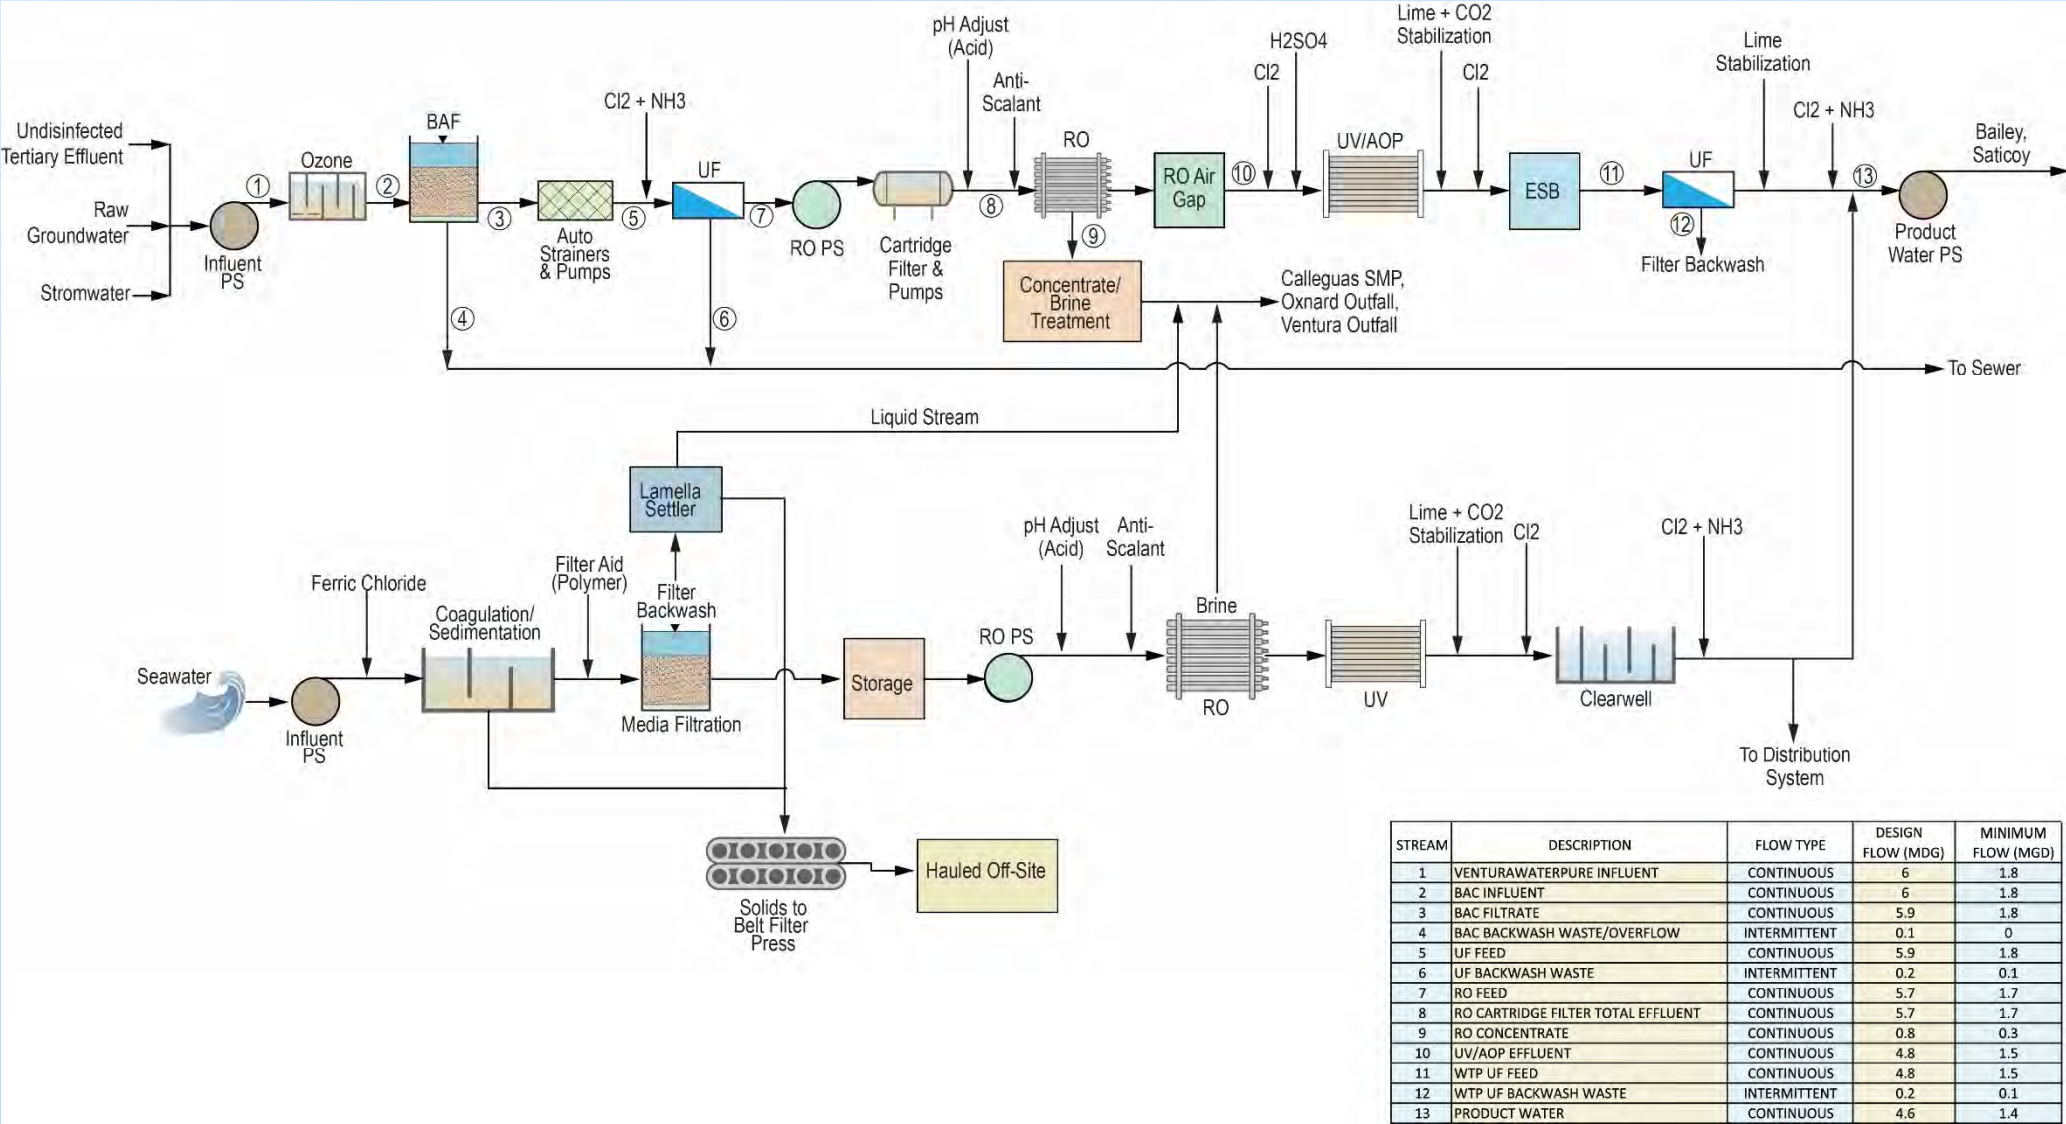 Undisinfected
Tertiary Effluent
Raw
Groundwater
Stromwater
Influent
PS
1
Ozone
2
BAF
3
4
Auto
Strainers
& Pumps
Cl2 + NH3
5
UF
6
7
RO PS
Cartridge
Filter &
Pumps
pH Adjust
(Acid)
Anti-
Scalant
8
RO
9
Concentrate/
Brine
Treatment
Calleguas SMP,
Oxnard Outfall,
Ventura Outfall
RO Air
Gap
10
Cl2
H2SO4
UV/AOP
Lime + CO2
Stabilization
Cl2
ESB
11
UF
12
Filter Backwash
Lime
Stabilization
Cl2 + NH3
13
Product
Water PS
Bailey,
Saticoy
To Sewer
Liquid Stream
Lamella
Settler
Seawater
Influent
PS
Ferric Chloride
Coagulation/
Sedimentation
Filter Aid
(Polymer)
Filter
Backwash
Media Filtration
Storage
RO PS
pH Adjust
(Acid)
Anti-
Scalant
Brine
RO
UV
Lime + CO2
Stabilization
Cl2
Clearwell
Cl2 + NH3
To Distribution
System
Solids to
Belt Filter
Press
Hauled Off-Site
STREAM DESCRIPTION FLOW TYPE DESIGN FLOW (MDG) MINIMUM FLOW (MGD)
1 VENTURAWATERPURE INFLUENT CONTINUOUS 6 1.8
2 BAC INFLUENT CONTINUOUS 6 1.8
3 BAC FILTRATE CONTINUOUS 5.9 1.8
4 BAC BACKWASH WASTE/OVERFLOW INTERMITTENT 0.1 0
5 UF FEED CONTINUOUS 5.9 1.8
6 UF BACKWASH WASTE INTERMITTENT 0.2 0.1
7 RO FEED CONTINUOUS 5.7 1.7
8 RO CARTRIDGE FILTER TOTAL EFFLUENT CONTINUOUS 5.7 1.7
9 RO CONCENTRATE CONTINUOUS 0.8 0.3
10 UV/AOP EFFLUENT CONTINUOUS 4.8 1.5
11 WTP UF FEED CONTINUOUS 4.8 1.5
12 WTP UF BACKWASH WASTE INTERMITTENT 0.2 0.1
13 PRODUCT WATER CONTINUOUS 4.6 1.4